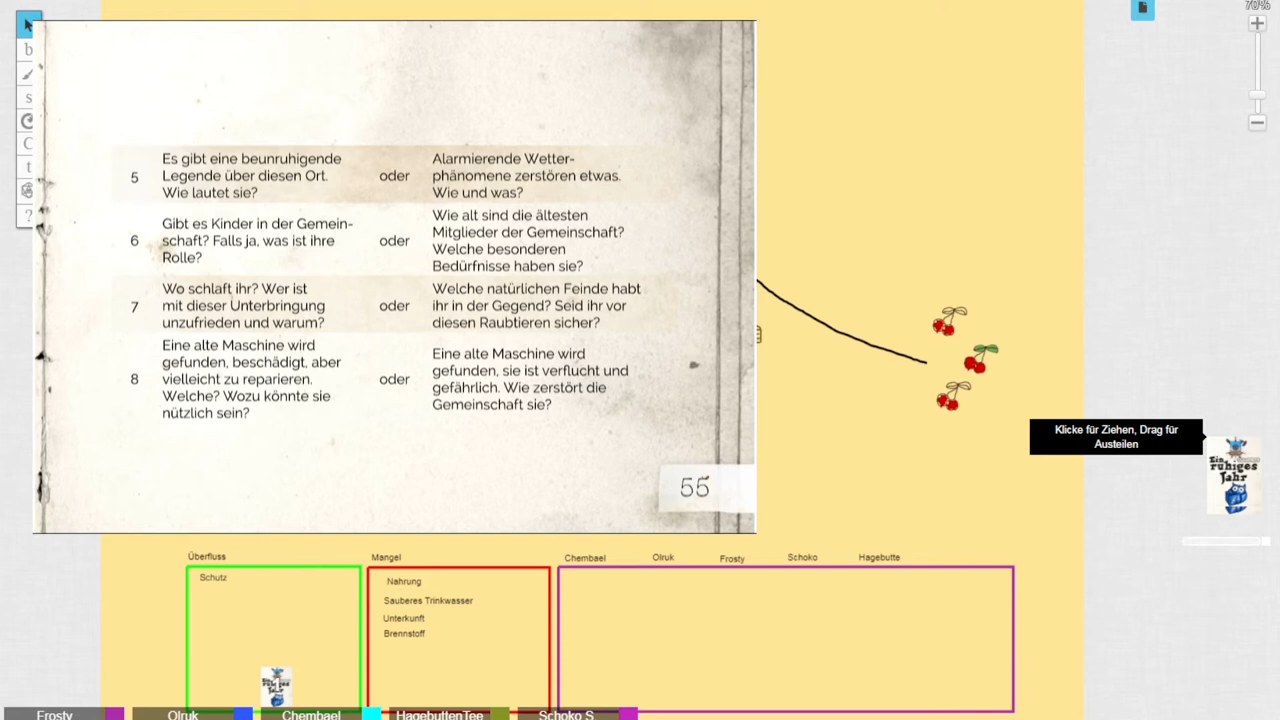 70%
b
s
C
t
?
5
Es gibt eine beunruhigende
Legende über diesen Ort.
Wie lautet sie?
oder
Alarmierende Wetter-
phänomene zerstören etwas.
Wie und was?
6
Gibt es Kinder in der Gemein-
schaft? Falls ja, was ist ihre
Rolle?
oder
Wie alt sind die ältesten
Mitglieder der Gemeinschaft?
Welche besonderen
Bedürfnisse haben sie?
7
Wo schlaft ihr? Wer ist
mit dieser Unterbringung
unzufrieden und warum?
oder
Welche natürlichen Feinde habt
ihr in der Gegend? Seid ihr vor
diesen Raubtieren sicher?
8
Eine alte Maschine wird
gefunden, beschädigt, aber
vielleicht zu reparieren.
Welche? Wozu könnte sie
nützlich sein?
oder
Eine alte Maschine wird
gefunden, sie ist verflucht und
gefährlich. Wie zerstört die
Gemeinschaft sie?
55
Klicke für Ziehen, Drag für
Austeilen
Ein
ruhiges
Jahr
Überfluss
Schutz
Mangel
Nahrung
Sauberes Trinkwasser
Unterkunft
Brennstoff
Chembael Olruk Frosty Schoko Hagebutte
Frosty Olruk Chembael HagebuttenTee Schoko S